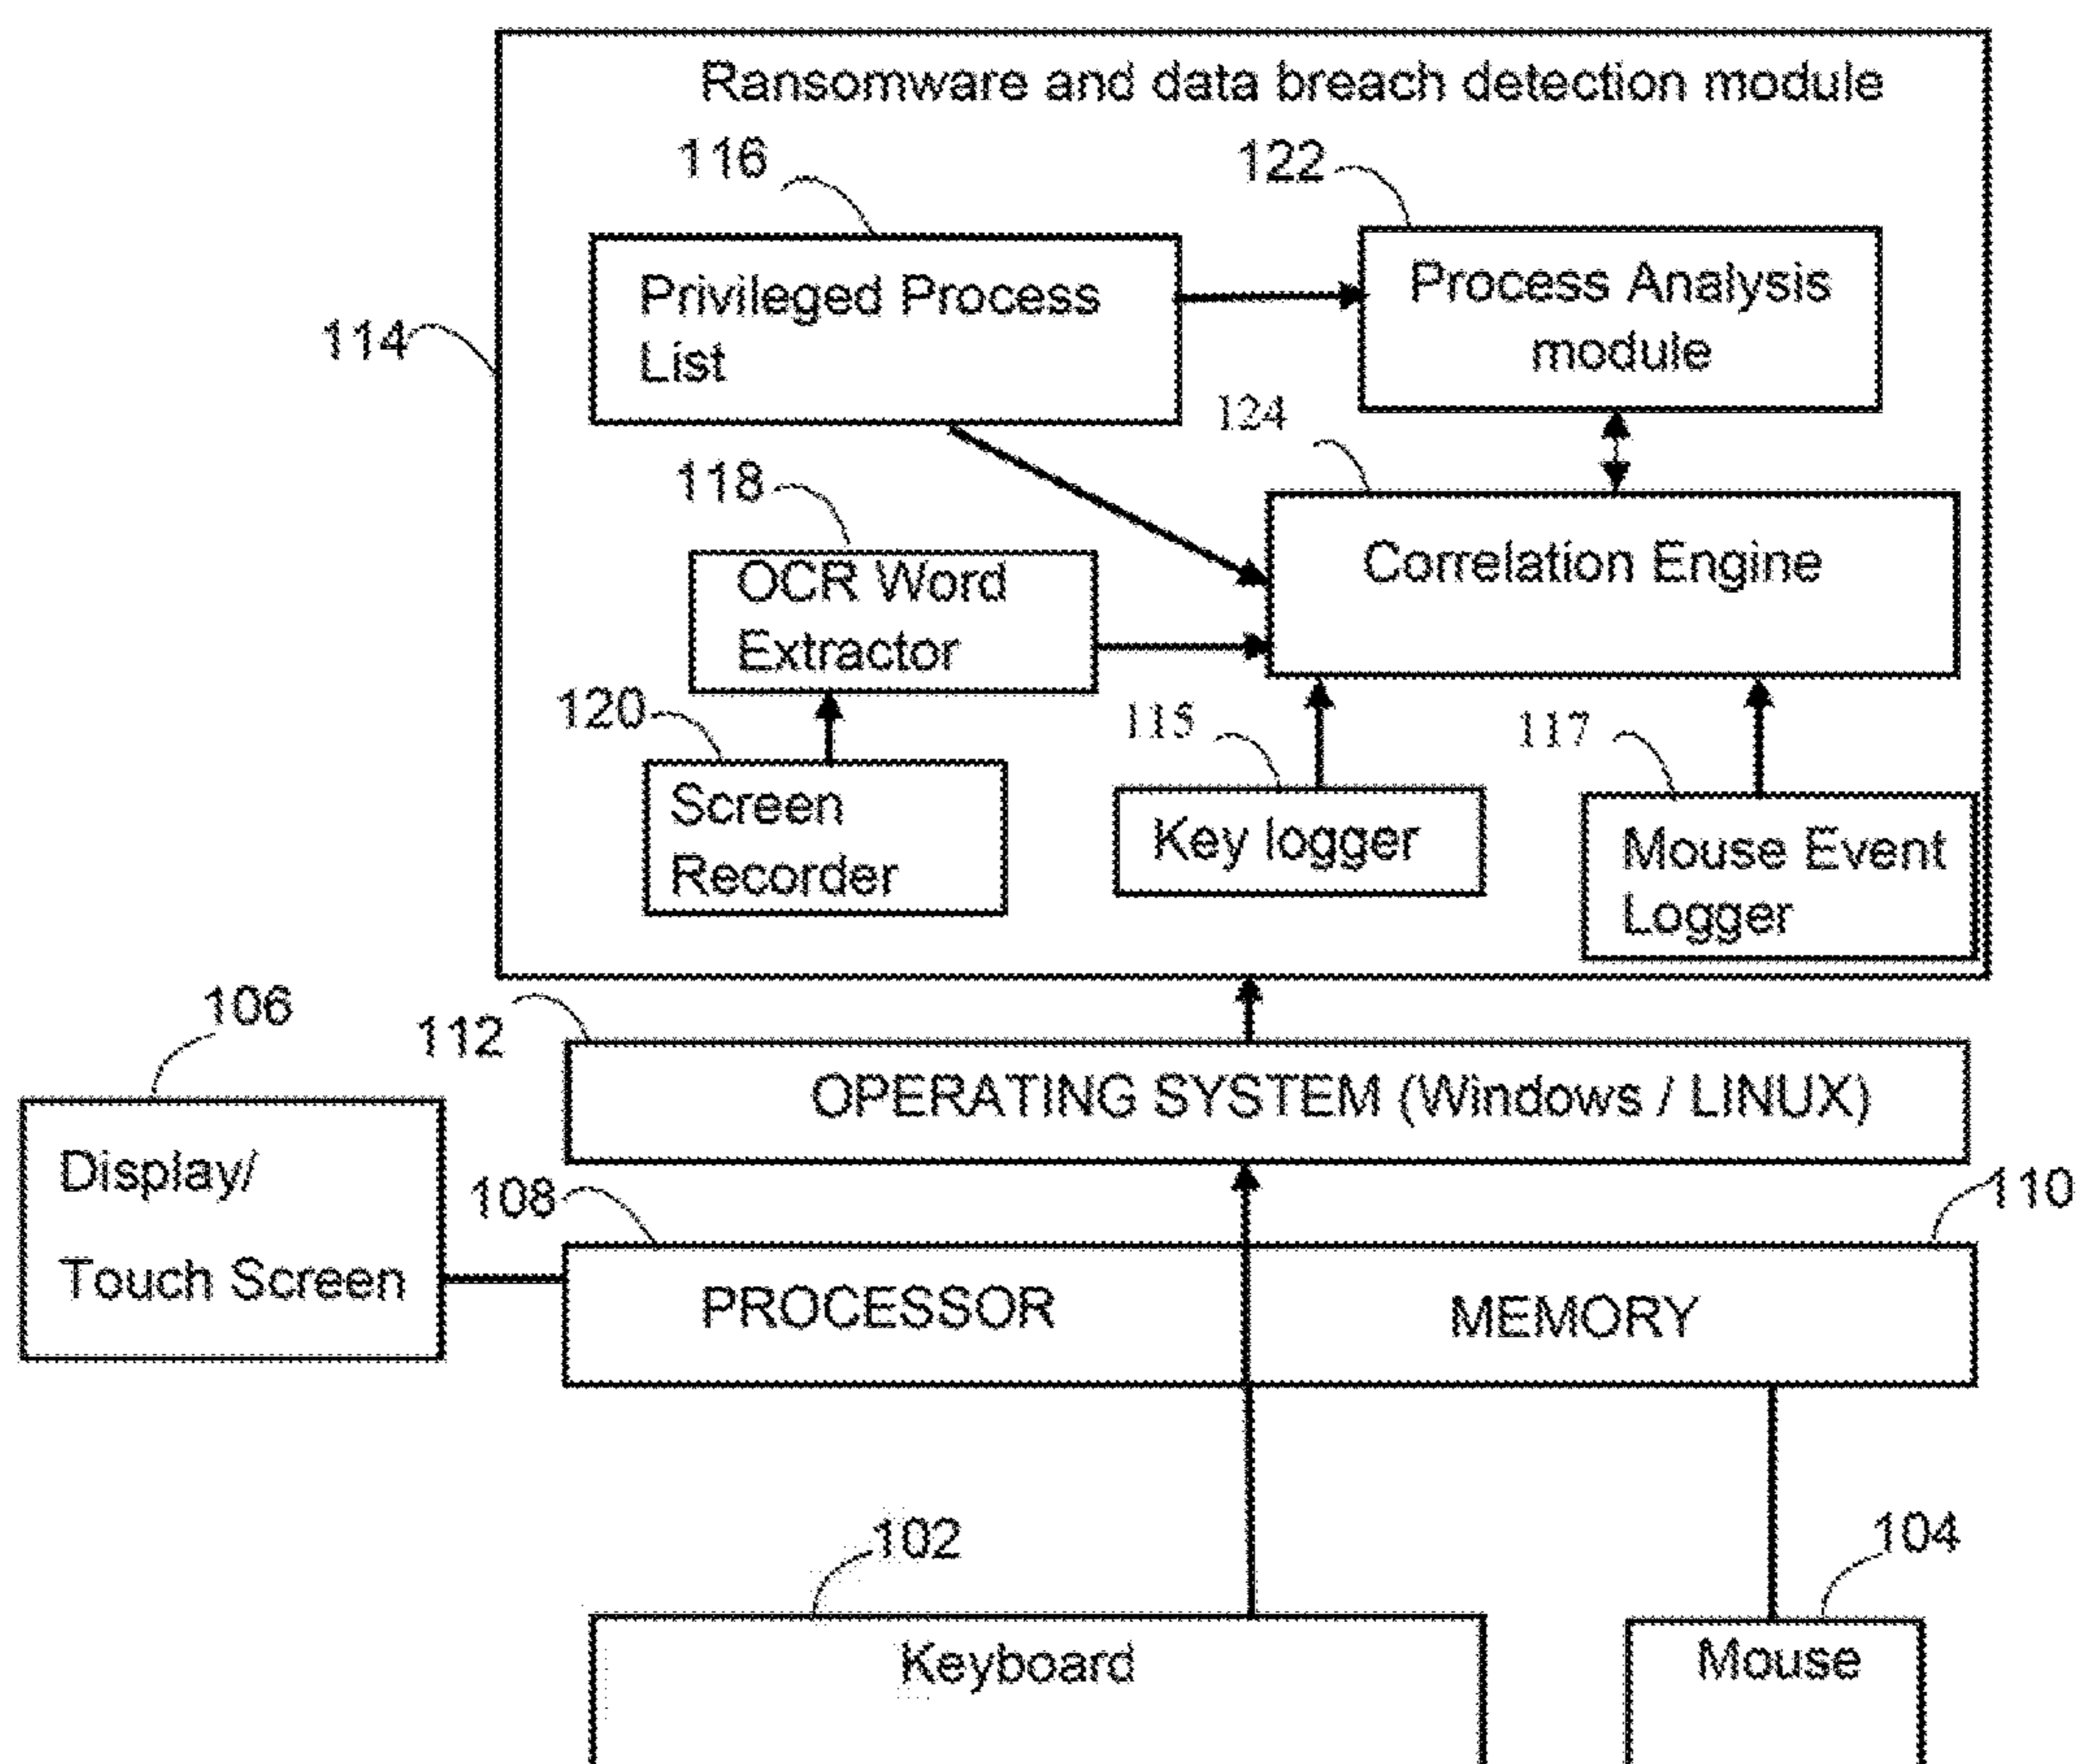 Ransomware and data breach detection module
116
122
Privileged Process
List
Process Analysis
module
114
124
118
OCR Word
Extractor
Correlation Engine
120
115
117
Screen
Recorder
Key logger
Mouse Event
Logger
106
112
OPERATING SYSTEM (Windows / LINUX)
Display/
Touch Screen
108
110
PROCESSOR
MEMORY
102
104
Keyboard
Mouse